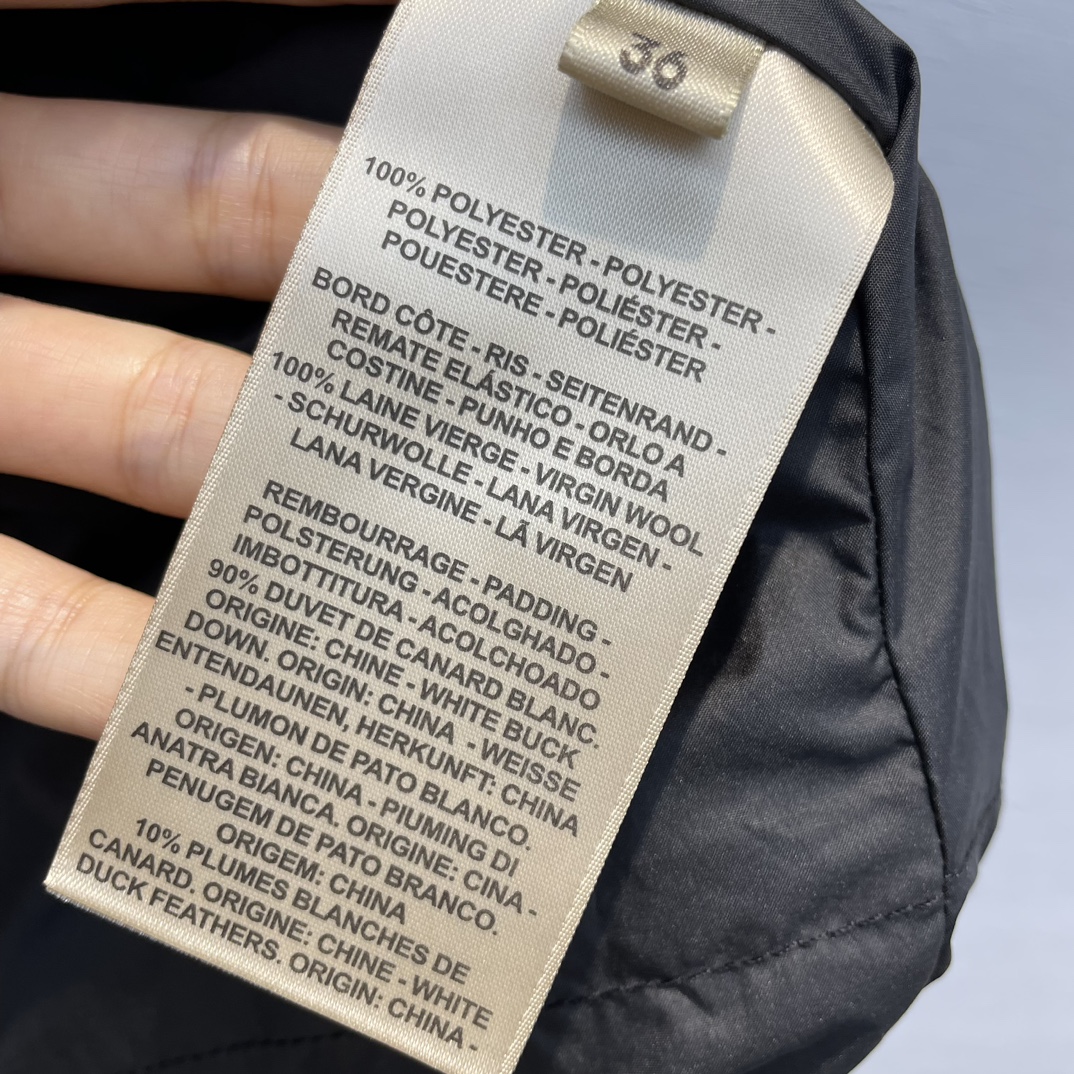 36
100% POLYESTER - POLYESTER -
POLYESTER - POLIÉSTER -
POUESTERE - POLIÉSTER
BORD CÔTE - RIS - SEITENRAND -
REMATE ELÁSTICO - ORLO A
COSTINE - PUNHO E BORDA
100% LAINE VIERGE - VIRGIN WOOL
- SCHURWOLLE - LANA VIRGEN -
LANA VERGINE - LÃ VIRGEN
REMBOURRAGE - PADDING -
POLSTERUNG - ACOLGHADO -
IMBOTTITURA - ACOLCHOADO
90% DUVET DE CANARD BLANC.
ORIGINE: CHINE - WHITE BUCK
DOWN. ORIGIN: CHINA - WEISSE
ENTENDAUNEN, HERKUNFT: CHINA
- PLUMON DE PATO BLANCO.
ORIGEN: CHINA - PIUMING DI
ANATRA BIANCA. ORIGINE: CINA -
PENUGEM DE PATO BRANCO.
ORIGEM: CHINA
10% PLUMES BLANCHES DE
CANARD. ORIGINE: CHINE - WHITE
DUCK FEATHERS. ORIGIN: CHINA -